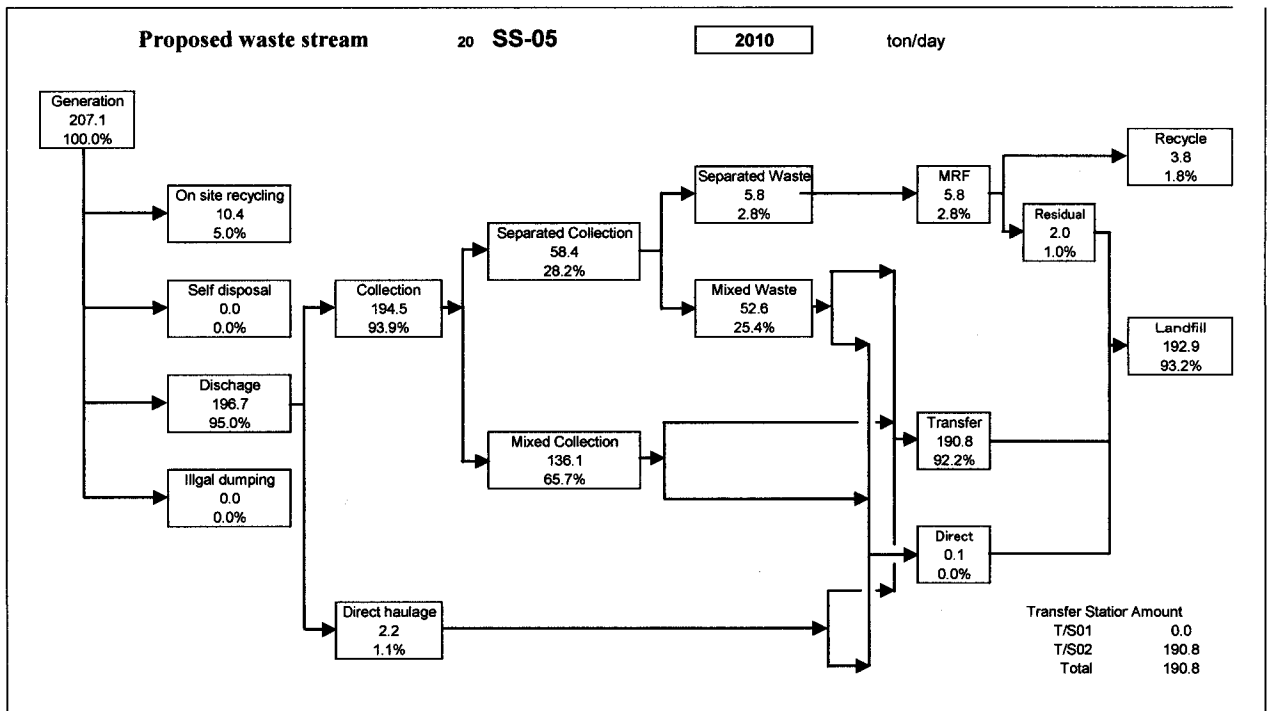 Proposed waste stream 20 SS-05 2010 ton/day
Generation
207.1
100.0%
On site recycling
10.4
5.0%
Self disposal
0.0
0.0%
Dischage
196.7
95.0%
Illgal dumping
0.0
0.0%
Collection
194.5
93.9%
Direct haulage
2.2
1.1%
Separated Collection
58.4
28.2%
Mixed Collection
136.1
65.7%
Separated Waste
5.8
2.8%
Mixed Waste
52.6
25.4%
MRF
5.8
2.8%
Transfer
190.8
92.2%
Direct
0.1
0.0%
Recycle
3.8
1.8%
Residual
2.0
1.0%
Landfill
192.9
93.2%
Transfer Statior Amount
T/S01 0.0
T/S02 190.8
Total 190.8